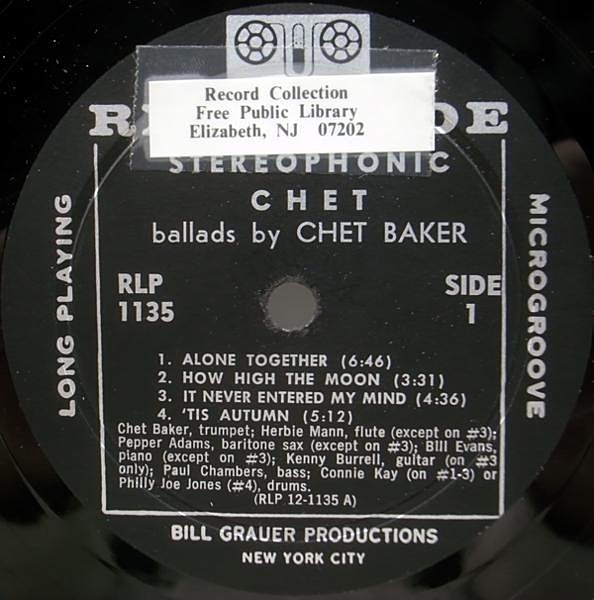 Record Collection
Free Public Library
Elizabeth, NJ 07202
STEREOPHONIC
CHET
ballads by CHET BAKER
LONG PLAYING
MICROGROOVE
RLP
1135
SIDE
1
1. ALONE TOGETHER (6:46)
2. HOW HIGH THE MOON (3:31)
3. IT NEVER ENTERED MY MIND (4:36)
4. 'TIS AUTUMN (5:12)
Chet Baker, trumpet; Herbie Mann, flute (except on #3);
Pepper Adams, baritone sax (except on #3); Bill Evans,
piano (except on #3); Kenny Burrell, guitar (on #3
only); Paul Chambers, bass; Connie Kay (on #1-3) or
Philly Joe Jones (#4), drums.
(RLP 12-1135 A)
BILL GRAUER PRODUCTIONS
NEW YORK CITY